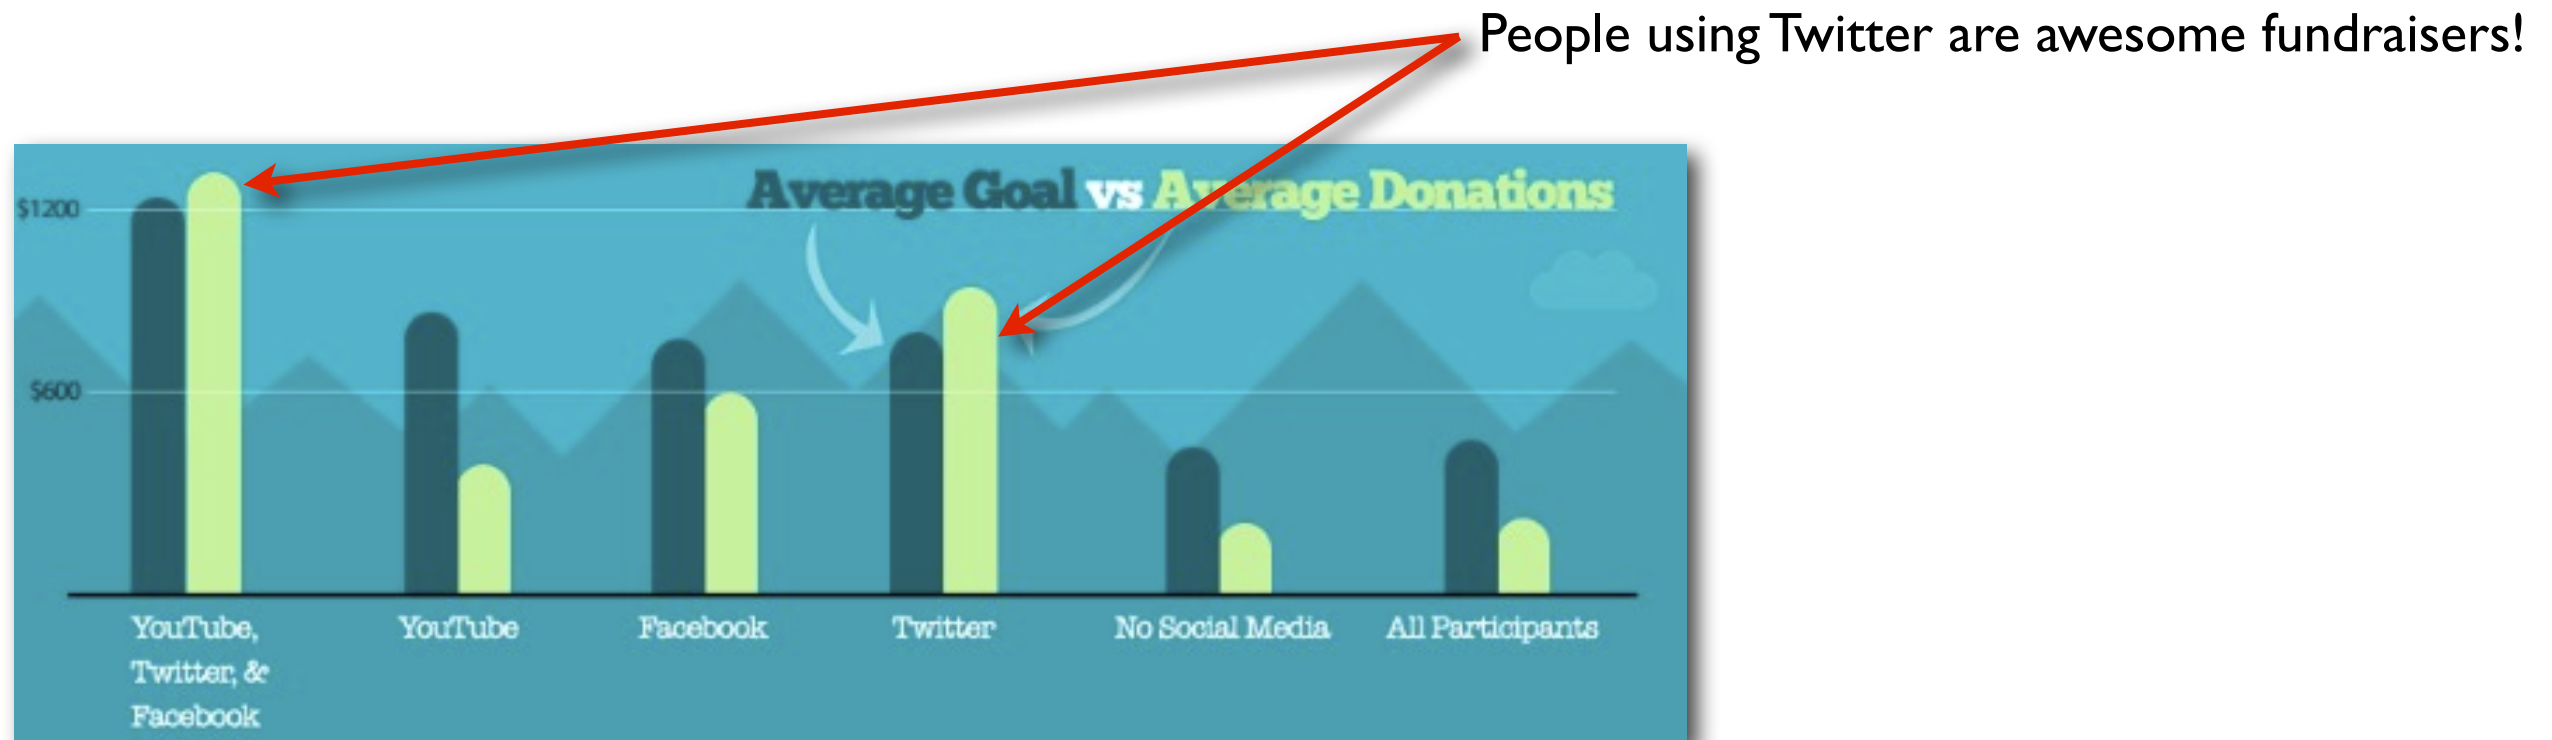 People using Twitter are awesome fundraisers!
Average Goal vs Average Donations
$1200
$600
YouTube,
Twitter, &
Facebook
YouTube
Facebook
Twitter
No Social Media
All Participants